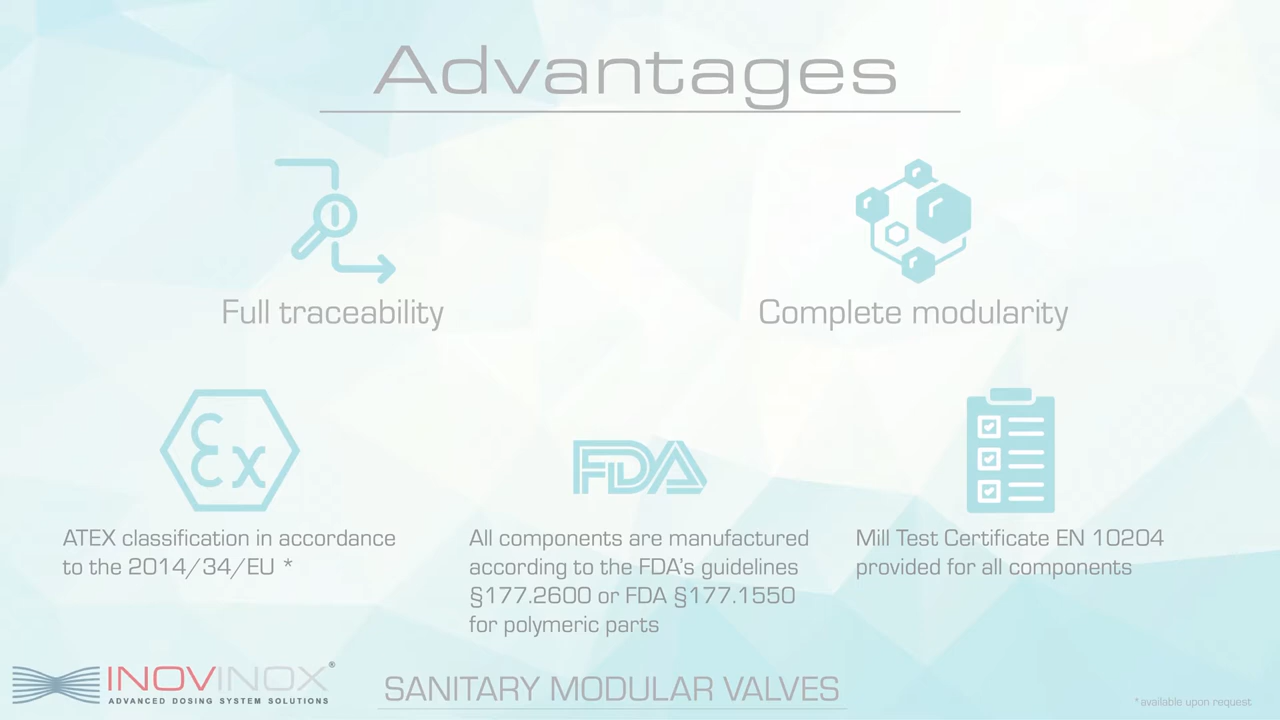 Advantages
Full traceability
Complete modularity
Ex
FDA
ATEX classification in accordance
to the 2014/34/EU *
All components are manufactured
according to the FDA's guidelines
§177.2600 or FDA §177.1550
for polymeric parts
Mill Test Certificate EN 10204
provided for all components
INOVINOX®
ADVANCED DOSING SYSTEM SOLUTIONS
SANITARY MODULAR VALVES
*available upon request